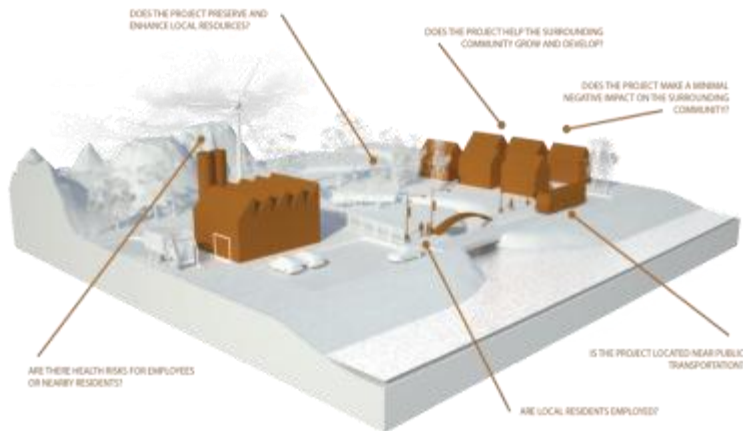 DOES THE PROJECT PRESERVE AND
ENHANCE LOCAL RESOURCES?
DOES THE PROJECT HELP THE SURROUNDING
COMMUNITY GROW AND DEVELOP?
DOES THE PROJECT MAKE A MINIMAL
NEGATIVE IMPACT ON THE SURROUNDING
COMMUNITY?
ARE THERE HEALTH RISKS FOR EMPLOYEES
OR NEARBY RESIDENTS?
IS THE PROJECT LOCATED NEAR PUBLIC
TRANSPORTATION?
ARE LOCAL RESIDENTS EMPLOYED?